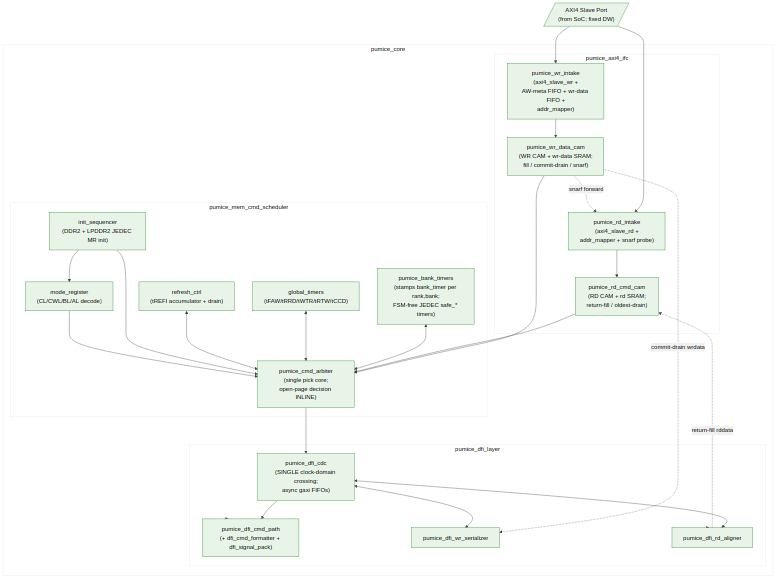 AXI4 Slave Port
(from SoC; fixed DW)
pumice_core
pumice_axi4_ifc
pumice_wr_intake
(axi4_slave_wr +
AW-meta FIFO + wr-data
FIFO +
addr_mapper)
pumice_wr_data_cam
(WR CAM + wr-data SRAM;
fill / commit-drain / snarf)
snarf forward
pumice_mem_cmd_scheduler
init_sequencer
(DDR2 + LPDDR2 JEDEC
MR init)
pumice_rd_intake
(axi4_slave_rd +
addr_mapper + snarf probe)
mode_register
(CL/CWL/BL/AL decode)
refresh_ctrl
(tREFI accumulator + drain)
global_timers
(tFAW/tRRD/tWTR/tRTW/tCCD)
pumice_bank_timers
(stamps bank_timer per
rank,bank;
FSM-free JEDEC safe_*
timers)
pumice_rd_cmd_cam
(RD CAM + rd SRAM;
return-fill / oldest-drain)
commit-drain wrdata
pumice_cmd_arbiter
(single pick core;
open-page decision
INLINE)
return-fill rddata
pumice_dfi_layer
pumice_dfi_cdc
(SINGLE clock-domain
crossing;
async gaxi FIFOs)
pumice_dfi_cmd_path
(+ dfi_cmd_formatter +
dfi_signal_pack)
pumice_dfi_wr_serializer
pumice_dfi_rd_aligner